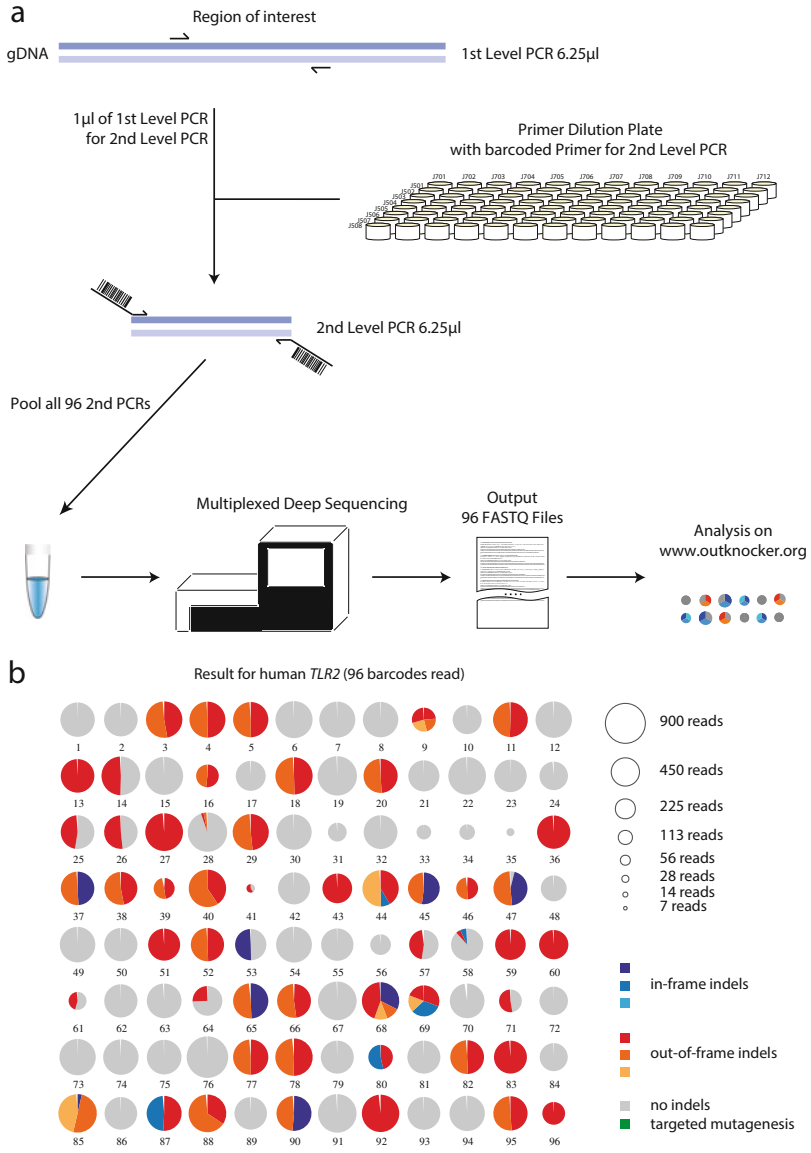 a
Region of interest
gDNA
1st Level PCR 6.25µl
1µl of 1st Level PCR
for 2nd Level PCR
Primer Dilution Plate
with barcoded Primer for 2nd Level PCR
J701 J702 J703 J704 J705 J706 J707 J708 J709 J710 J711 J712
J501
J502
J503
J504
J505
J506
J507
J508
2nd Level PCR 6.25µl
Pool all 96 2nd PCRs
Multiplexed Deep Sequencing
Output
96 FASTQ Files
Analysis on
www.outknocker.org
b
Result for human TLR2 (96 barcodes read)
1 2 3 4 5 6 7 8 9 10 11 12
13 14 15 16 17 18 19 20 21 22 23 24
25 26 27 28 29 30 31 32 33 34 35 36
37 38 39 40 41 42 43 44 45 46 47 48
49 50 51 52 53 54 55 56 57 58 59 60
61 62 63 64 65 66 67 68 69 70 71 72
73 74 75 76 77 78 79 80 81 82 83 84
85 86 87 88 89 90 91 92 93 94 95 96
900 reads
450 reads
225 reads
113 reads
56 reads
28 reads
14 reads
7 reads
in-frame indels
out-of-frame indels
no indels
targeted mutagenesis